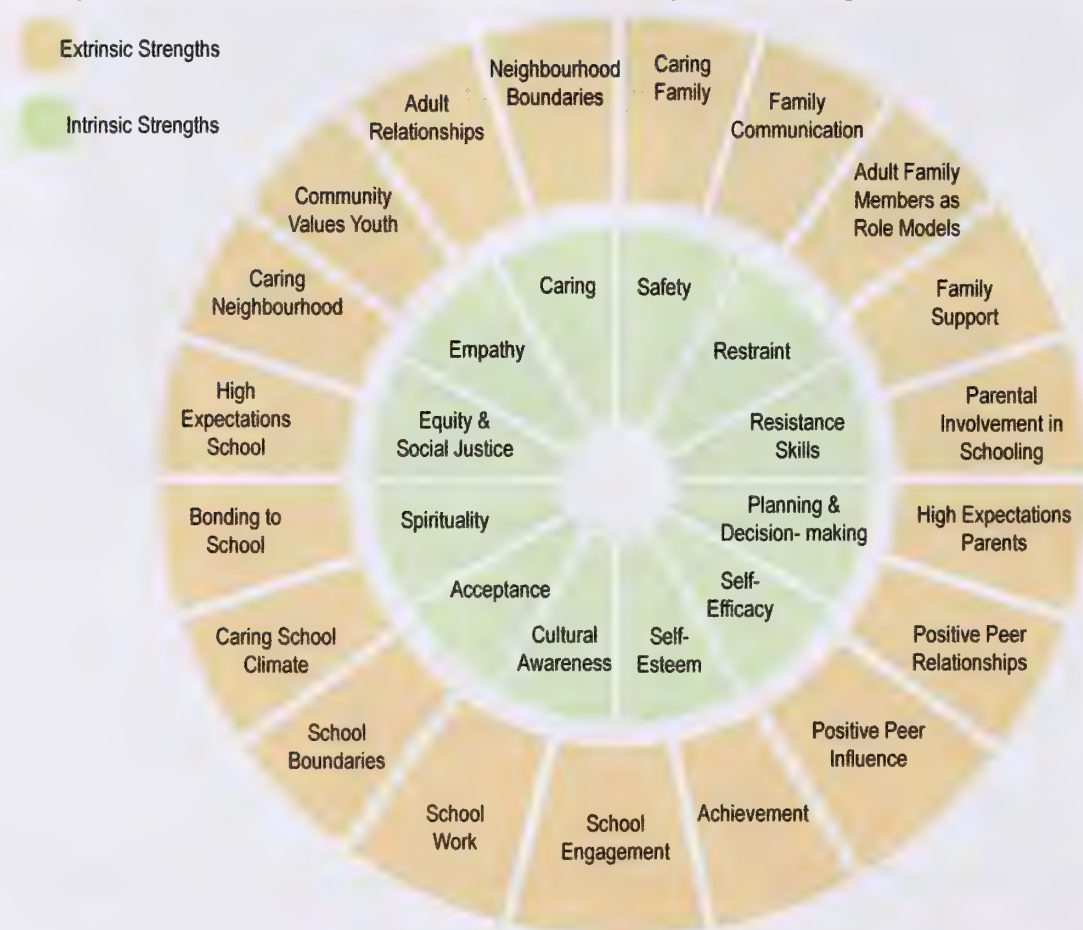 Extrinsic Strengths
Intrinsic Strengths
Neighbourhood
Boundaries
Caring
Family
Family
Communication
Adult Family
Members as
Role Models
Family
Support
Parental
Involvement in
Schooling
High Expectations
Parents
Positive Peer
Relationships
Positive Peer
Influence
Achievement
School
Engagement
School
Work
School
Boundaries
Caring School
Climate
Bonding to
School
High
Expectations
School
Caring
Neighbourhood
Community
Values Youth
Adult
Relationships
Caring
Safety
Restraint
Resistance
Skills
Planning &
Decision- making
Self-
Efficacy
Self-
Esteem
Cultural
Awareness
Acceptance
Spirituality
Equity &
Social Justice
Empathy